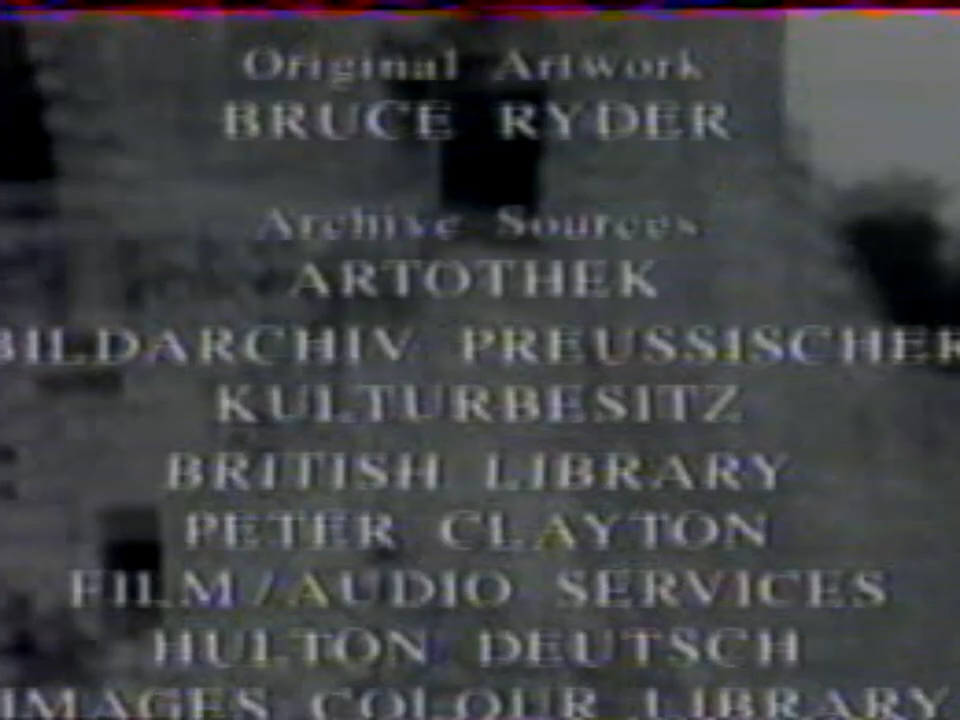 Original Artwork
BRUCE RYDER
Archive Sources
ARTOTHEK
BILDARCHIV PREUSSISCHER
KULTURBESITZ
BRITISH LIBRARY
PETER CLAYTON
FILM/AUDIO SERVICES
HULTON DEUTSCH
IMAGES COLOUR LIBRARY